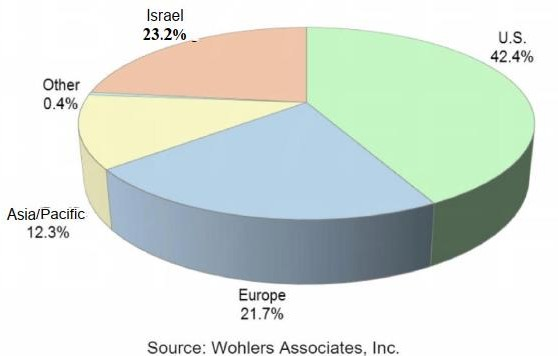 Israel
23.2%
U.S.
42.4%
Other
0.4%
Asia/Pacific
12.3%
Europe
21.7%
Source: Wohlers Associates, Inc.